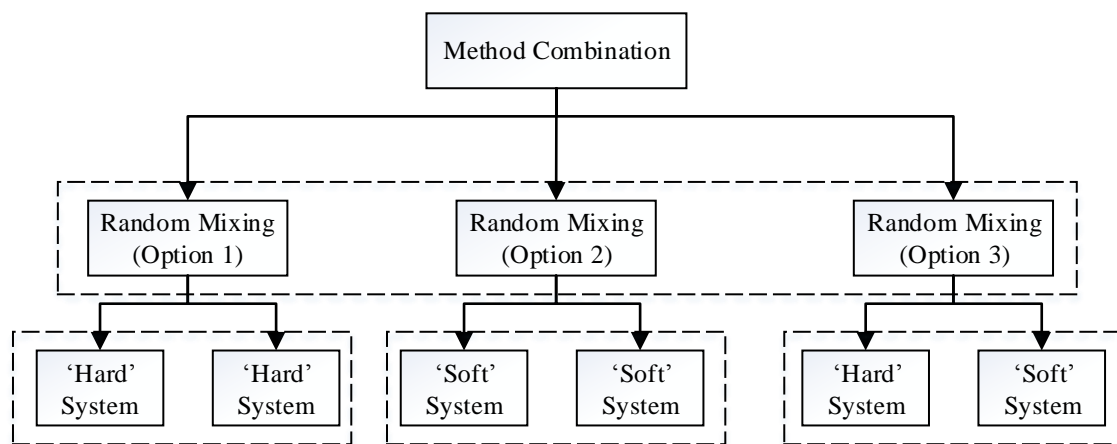 Method Combination
Random Mixing
(Option 1)
Random Mixing
(Option 2)
Random Mixing
(Option 3)
‘Hard’
System
‘Hard’
System
‘Soft’
System
‘Soft’
System
‘Hard’
System
‘Soft’
System